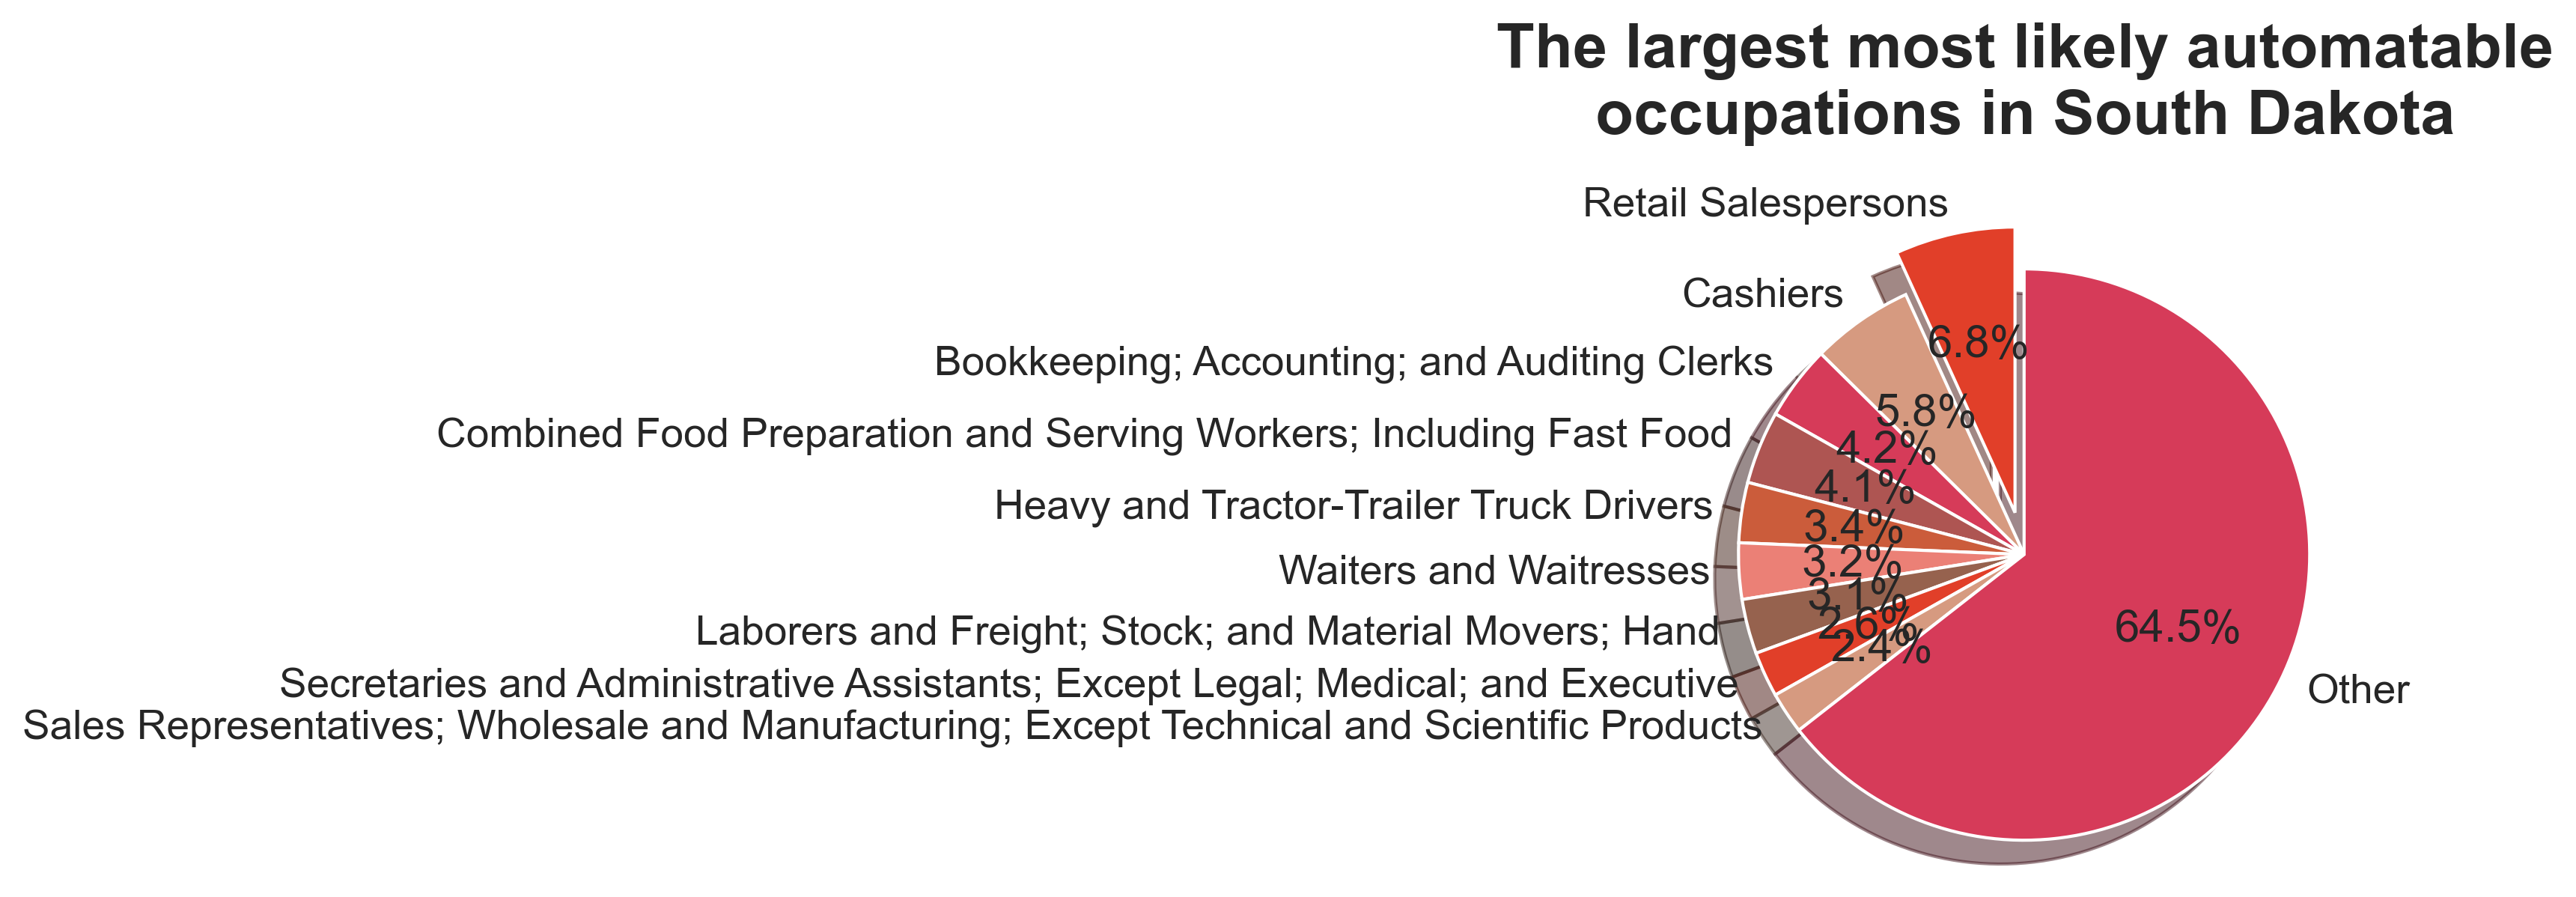 The largest most likely automatable
occupations in South Dakota
Retail Salespersons
6.8%
Cashiers
5.8%
Bookkeeping; Accounting; and Auditing Clerks
4.2%
Combined Food Preparation and Serving Workers; Including Fast Food
4.1%
Heavy and Tractor-Trailer Truck Drivers
3.4%
Waiters and Waitresses
3.2%
Laborers and Freight; Stock; and Material Movers; Hand
3.1%
Secretaries and Administrative Assistants; Except Legal; Medical; and Executive
2.6%
Sales Representatives; Wholesale and Manufacturing; Except Technical and Scientific Products
2.4%
64.5%
Other